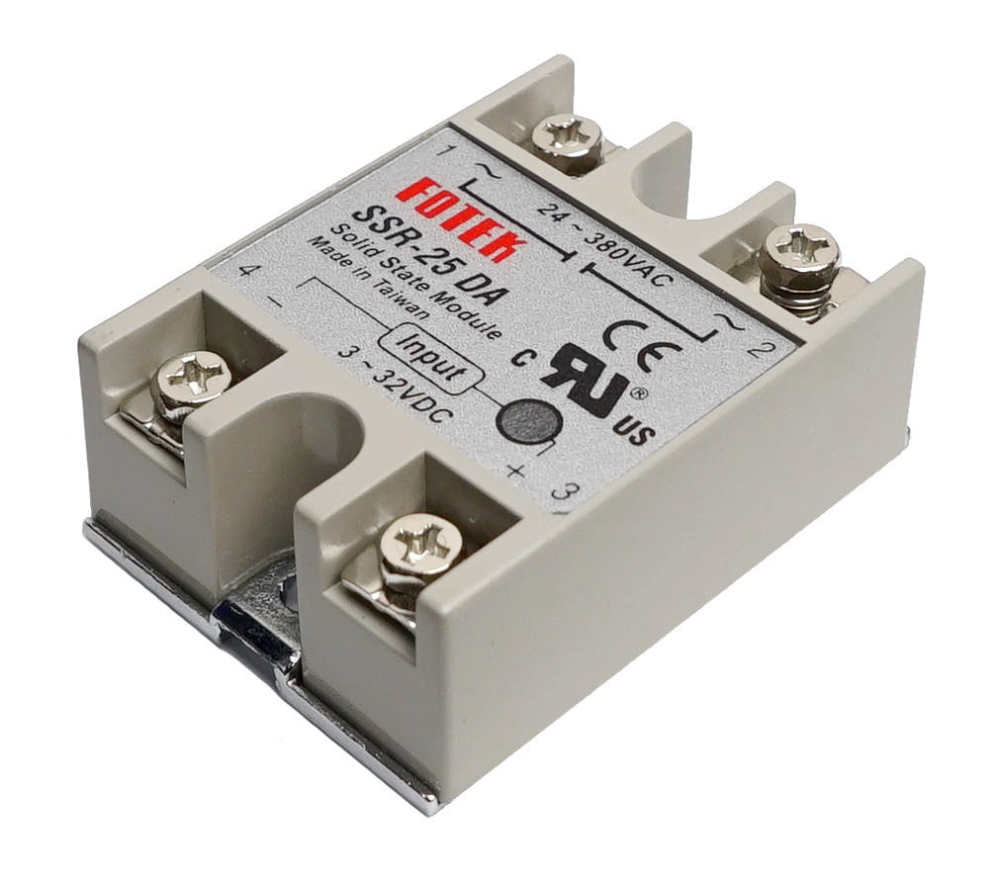 1 ~
FOTEK
SSR-25 DA
Solid State Module
Made in Taiwan
24 ~ 380VAC
~ 2
CE
C RU ® US
4 -
Input
3 ~ 32VDC
+ 3